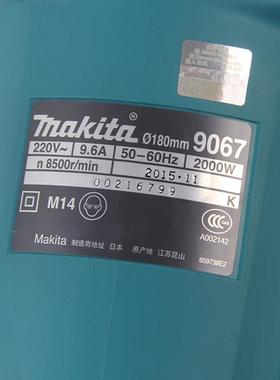 makita® Ø180mm 9067
220V~ 9.6A 50-60Hz 2000W
n 8500r/min 2015·11
00216799 K
M14
A002142
Makita 制造商地址 日本 原产地 江苏昆山
859738E2